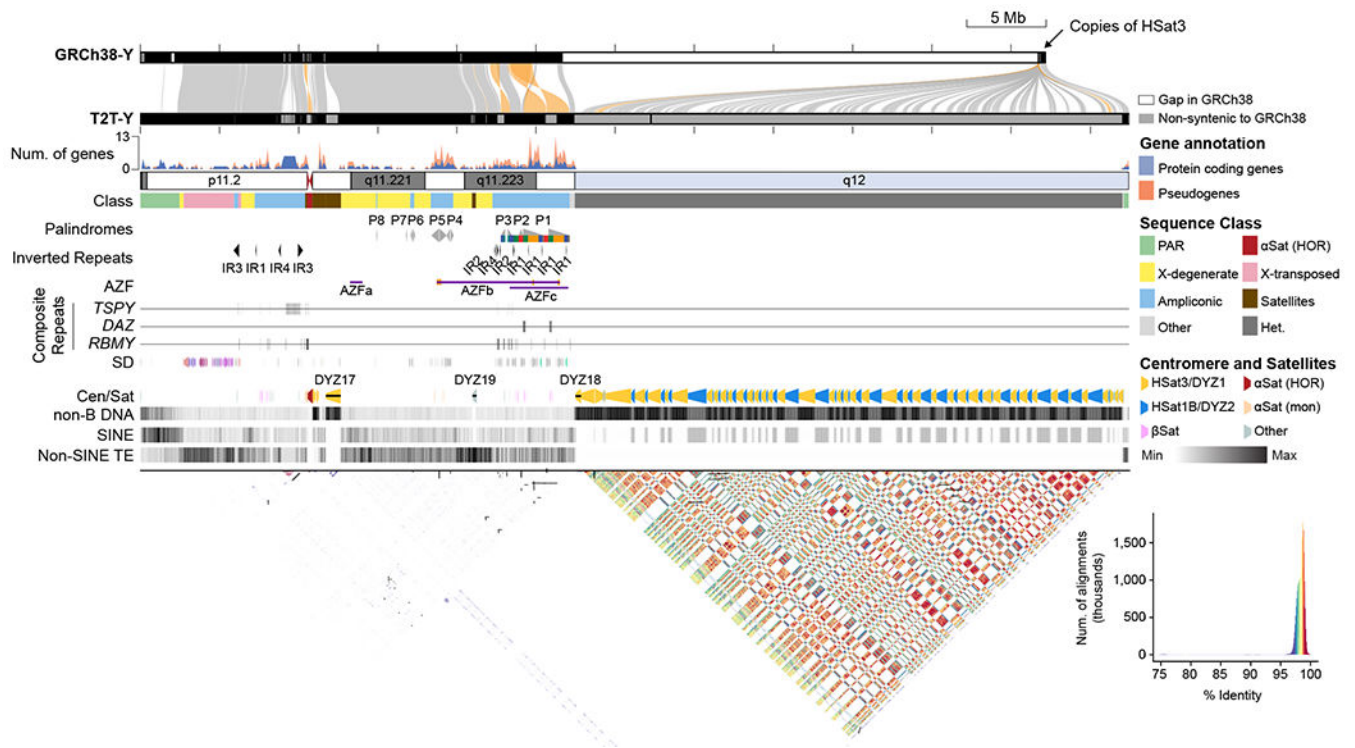 5 Mb
Copies of HSat3
GRCh38-Y
T2T-Y
Gap in GRCh38
Non-syntenic to GRCh38
13
0
Num. of genes
Gene annotation
Protein coding genes
Pseudogenes
p11.2
q11.221
q11.223
q12
Class
Palindromes
P8 P7 P6 P5 P4 P3 P2 P1
Sequence Class
PAR
αSat (HOR)
X-degenerate
X-transposed
Ampliconic
Satellites
Other
Het.
Inverted Repeats
IR3 IR1 IR4 IR3 IR2 IR4 IR2 IR1 IR1 IR1 IR1
AZF
AZFa
AZFb
AZFc
Composite
Repeats
TSPY
DAZ
RBMY
SD
Centromere and Satellites
HSat3/DYZ1
αSat (HOR)
HSat1B/DYZ2
αSat (mon)
βSat
Other
Min
Max
DYZ17
DYZ19
DYZ18
Cen/Sat
non-B DNA
SINE
Non-SINE TE
Num. of alignments
(thousands)
1,500
1,000
500
0
75 80 85 90 95 100
% Identity